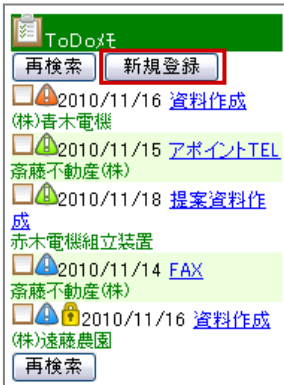 ToDoメモ
再検索 新規登録
2010/11/16 資料作成
(株)青木電機
2010/11/15 アポイントTEL
斎藤不動産(株)
2010/11/18 提案資料作
成
赤木電機組立装置
2010/11/14 FAX
斎藤不動産(株)
2010/11/16 資料作成
(株)遠藤農園
再検索